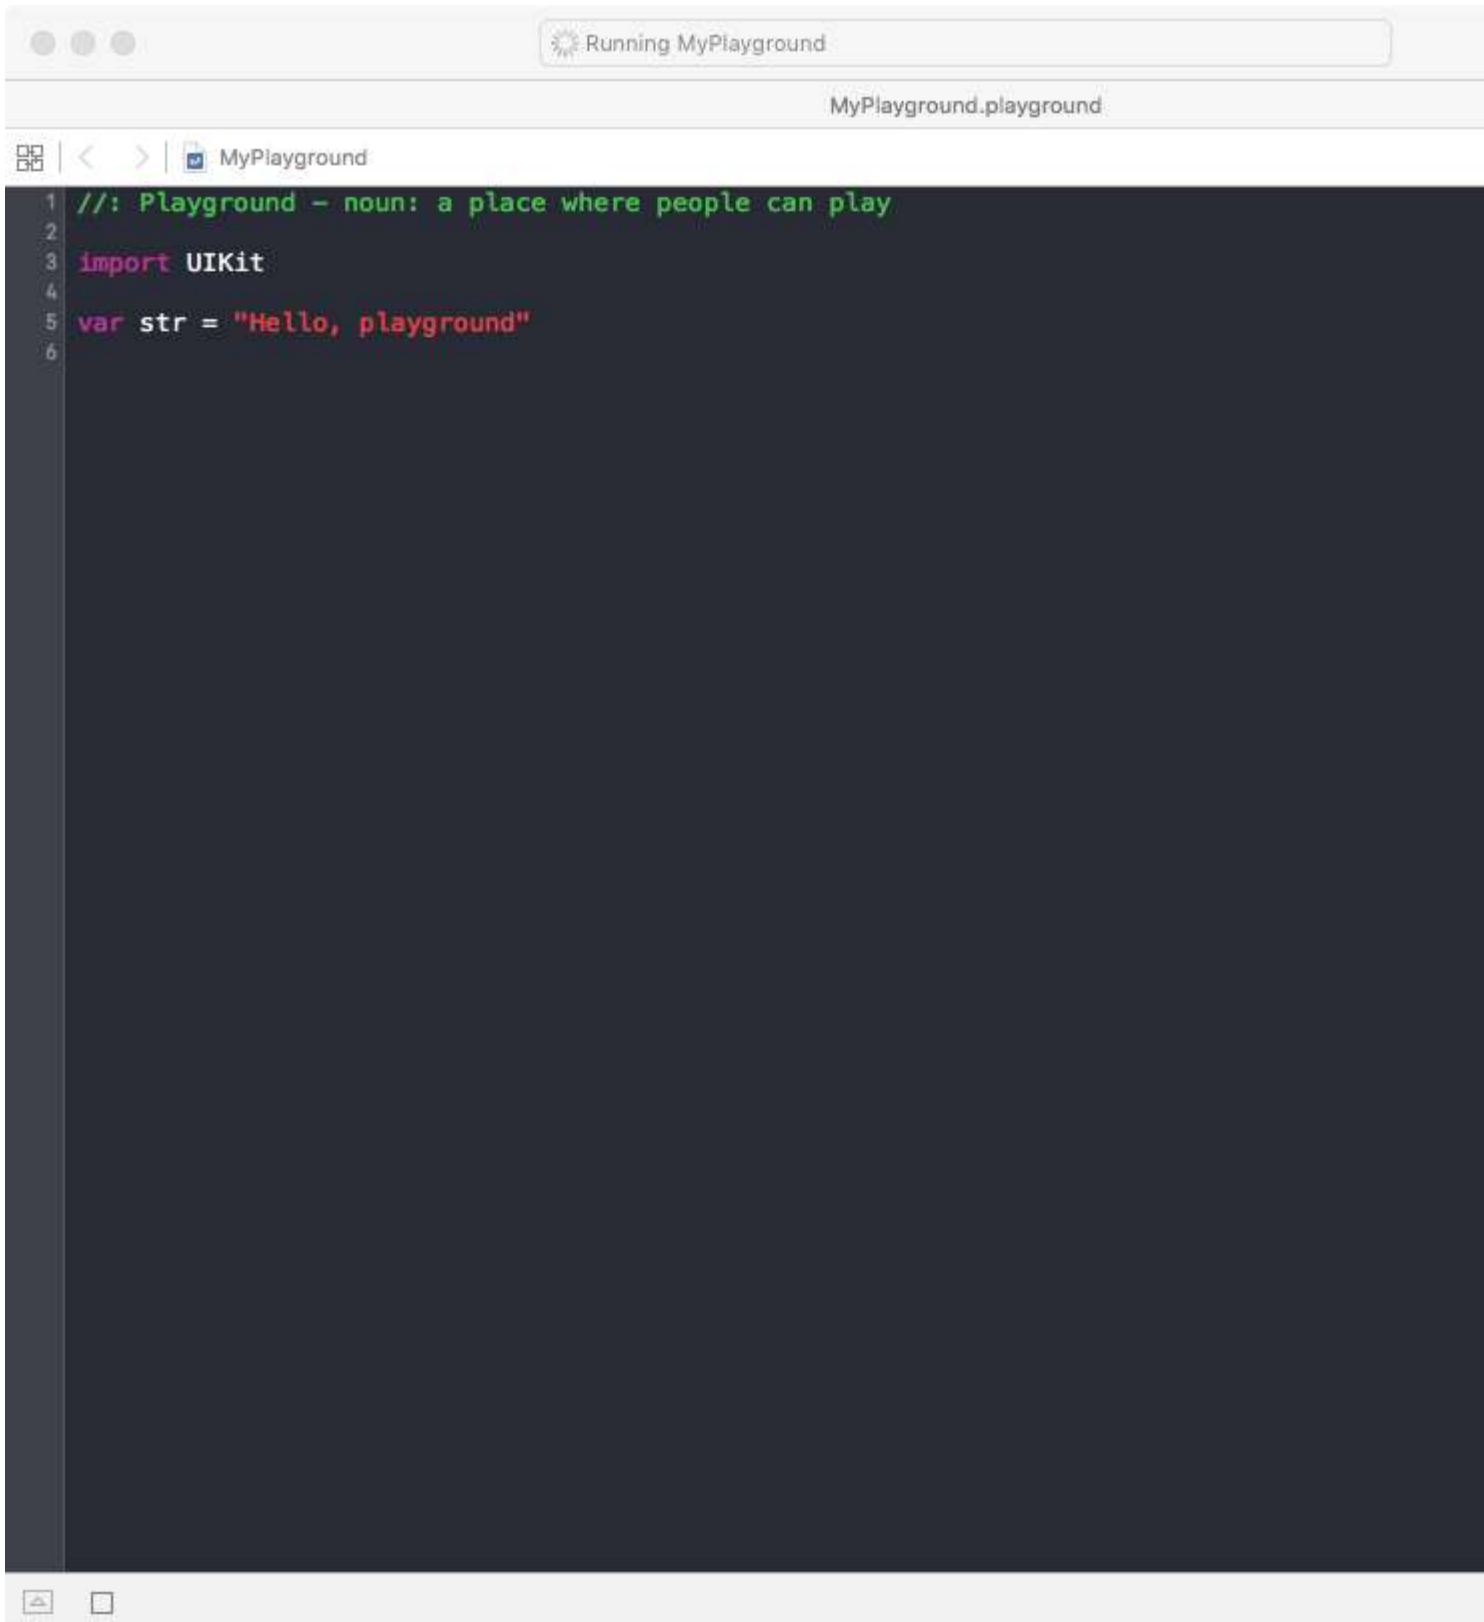 Running MyPlayground
MyPlayground.playground
MyPlayground
1 //: Playground – noun: a place where people can play
2
3 import UIKit
4
5 var str = "Hello, playground"
6